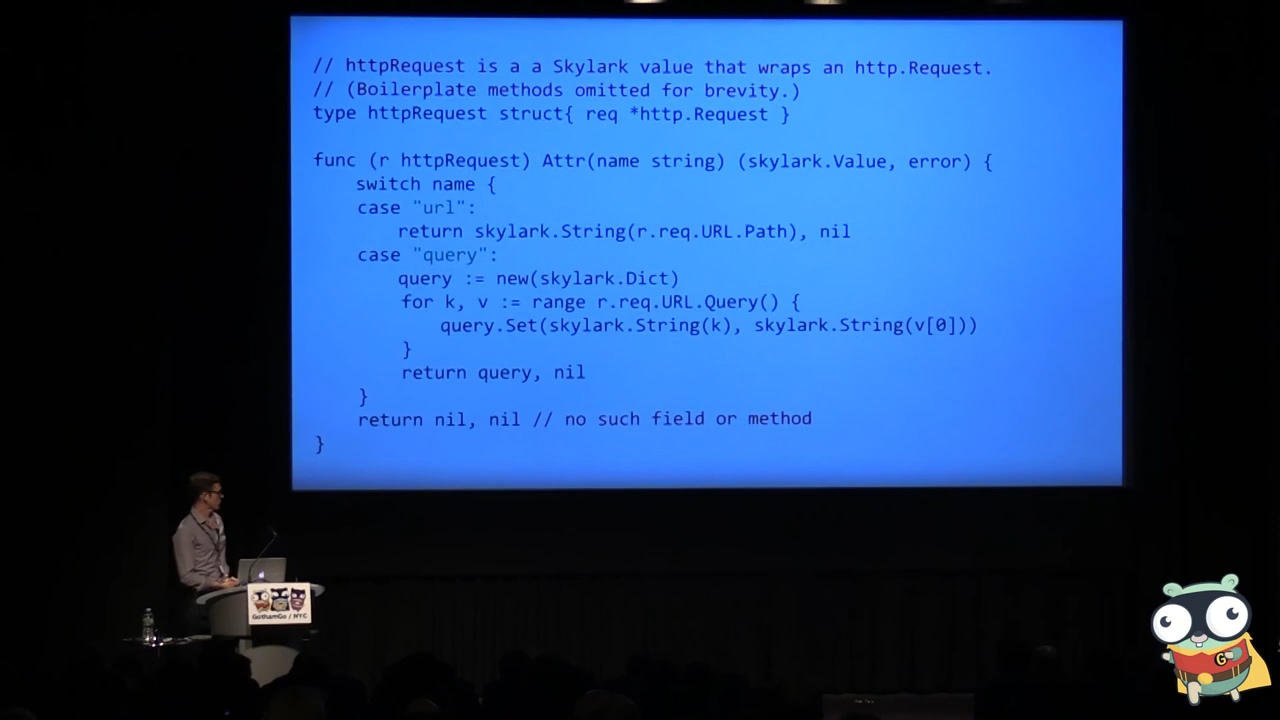 // httpRequest is a a Skylark value that wraps an http.Request.
// (Boilerplate methods omitted for brevity.)
type httpRequest struct{ req *http.Request }
func (r httpRequest) Attr(name string) (skylark.Value, error) {
switch name {
case "url":
return skylark.String(r.req.URL.Path), nil
case "query":
query := new(skylark.Dict)
for k, v := range r.req.URL.Query() {
query.Set(skylark.String(k), skylark.String(v[0]))
}
return query, nil
}
return nil, nil // no such field or method
}
GothamGo / NYC
G